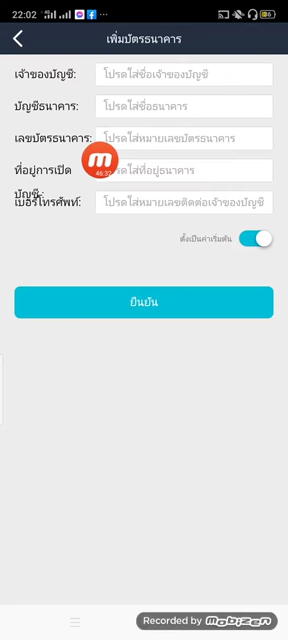 22:02
เพิ่มบัตรธนาคาร
เจ้าของบัญชี: โปรดใส่ชื่อเจ้าของบัญชี
บัญชีธนาคาร: โปรดใส่ชื่อธนาคาร
เลขบัตรธนาคาร: โปรดใส่หมายเลขบัตรธนาคาร
46:37
ที่อยู่การเปิด รดใส่ที่อยู่ธนาคาร
บัญชี:
เบอร์โทรศัพท์: โปรดใส่หมายเลขติดต่อเจ้าของบัญชี
ตั้งเป็นค่าเริ่มต้น
ยืนยัน
Recorded by mobizen